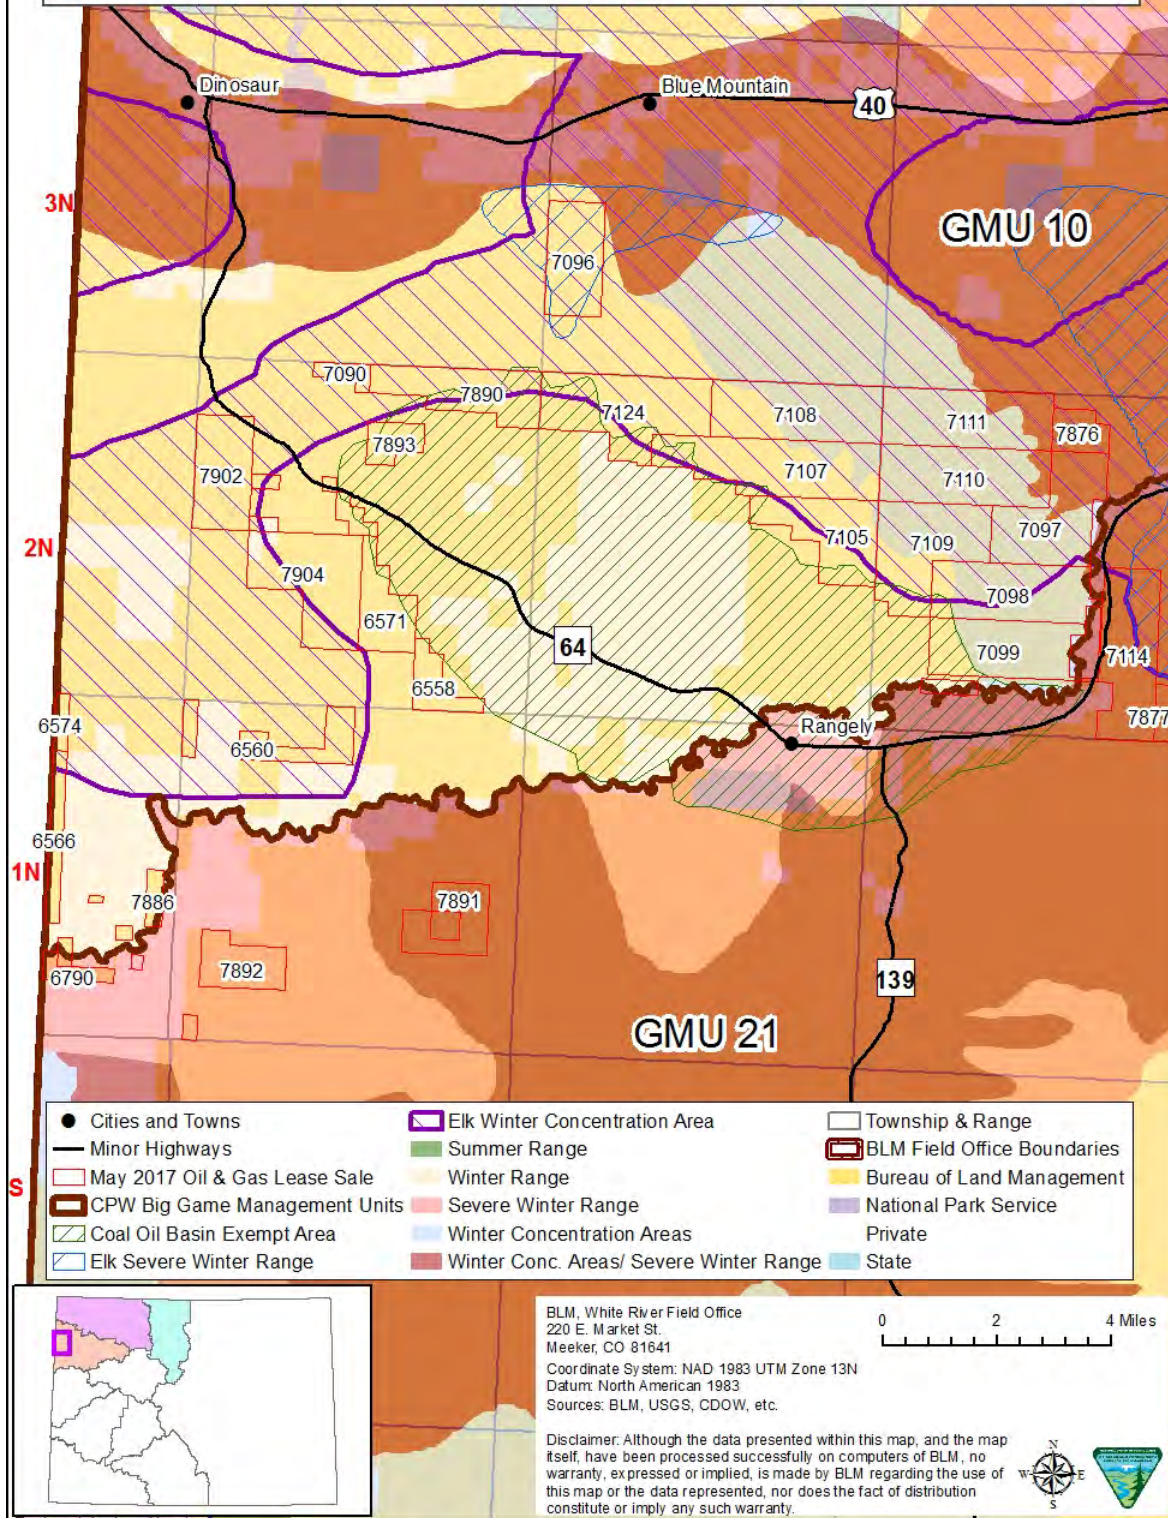 Dinosaur
Blue Mountain
40
3N
GMU 10
7096
7090
7890
7124
7108
7111
7876
7893
7902
7107
7110
7097
2N
7105
7109
7904
7098
6571
64
7099
7114
6558
6574
7877
6560
Rangely
6566
1N
7886
7891
6790
7892
139
GMU 21
Cities and Towns
Minor Highways
May 2017 Oil & Gas Lease Sale
CPW Big Game Management Units
Coal Oil Basin Exempt Area
Elk Severe Winter Range
Elk Winter Concentration Area
Summer Range
Winter Range
Severe Winter Range
Winter Concentration Areas
Winter Conc. Areas/ Severe Winter Range
Township & Range
BLM Field Office Boundaries
Bureau of Land Management
National Park Service
Private
State
S
BLM, White River Field Office
220 E. Market St.
Meeker, CO 81641
Coordinate System: NAD 1983 UTM Zone 13N
Datum: North American 1983
Sources: BLM, USGS, CDOW, etc.
0 2 4 Miles
Disclaimer: Although the data presented within this map, and the map
itself, have been processed successfully on computers of BLM, no
warranty, expressed or implied, is made by BLM regarding the use of
this map or the data represented, nor does the fact of distribution
constitute or imply any such warranty.
N
W E
S